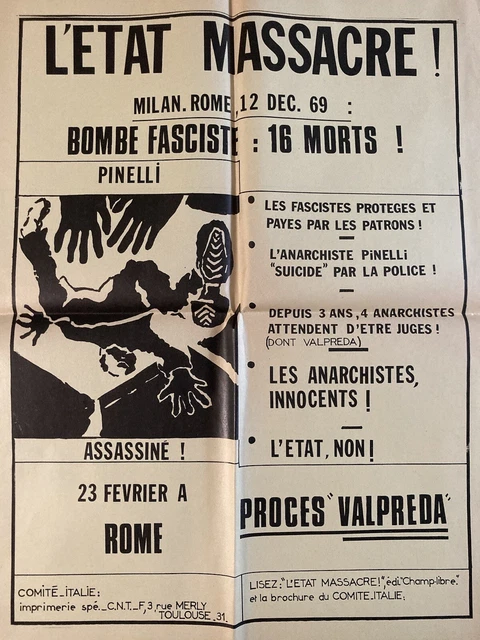 L'ETAT MASSACRE !
MILAN. ROME, 12 DEC. 69 :
BOMBE FASCISTE : 16 MORTS !
PINELLI
• LES FASCISTES PROTEGES ET
PAYES PAR LES PATRONS !
• L'ANARCHISTE PINELLI
"SUICIDE" PAR LA POLICE !
• DEPUIS 3 ANS, 4 ANARCHISTES
ATTENDENT D'ETRE JUGES !
(DONT VALPREDA)
• LES ANARCHISTES,
INNOCENTS !
• L'ETAT, NON !
ASSASSINÉ !
23 FEVRIER A
ROME
PROCES "VALPREDA"
COMITÉ_ITALIE:
imprimerie spé._C.N.T._F, 3, rue MERLY
TOULOUSE_31.
LISEZ: "L'ETAT MASSACRE!", édi. "Champ-libre."
et la brochure du COMITE_ITALIE;